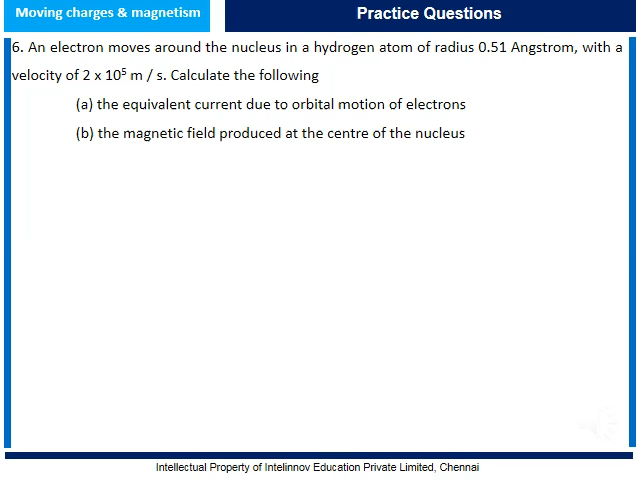 Moving charges & magnetism
Practice Questions
6. An electron moves around the nucleus in a hydrogen atom of radius 0.51 Angstrom, with a
velocity of 2 x 10⁵ m / s. Calculate the following
(a) the equivalent current due to orbital motion of electrons
(b) the magnetic field produced at the centre of the nucleus
Intellectual Property of Intelinnov Education Private Limited, Chennai